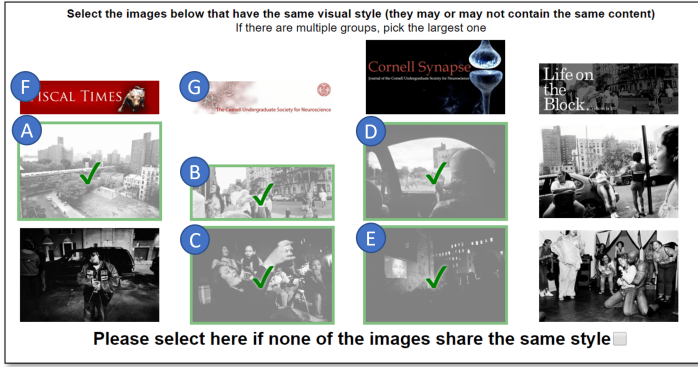 Select the images below that have the same visual style (they may or may not contain the same content)
If there are multiple groups, pick the largest one
F
FISCAL TIMES
G
The Cornell Undergraduate Society for Neuroscience
Cornell Synapse
Journal of the Cornell Undergraduate Society for Neuroscience
Life on
the
Block.
A
B
D
C
E
Please select here if none of the images share the same style